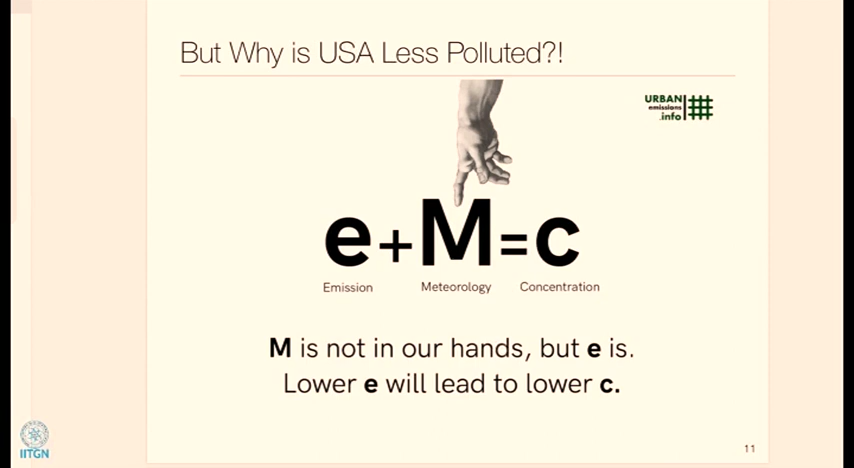 But Why is USA Less Polluted?!
URBAN
emissions
.info
e+M=c
Emission Meteorology Concentration
M is not in our hands, but e is.
Lower e will lead to lower c.
11
IITGN